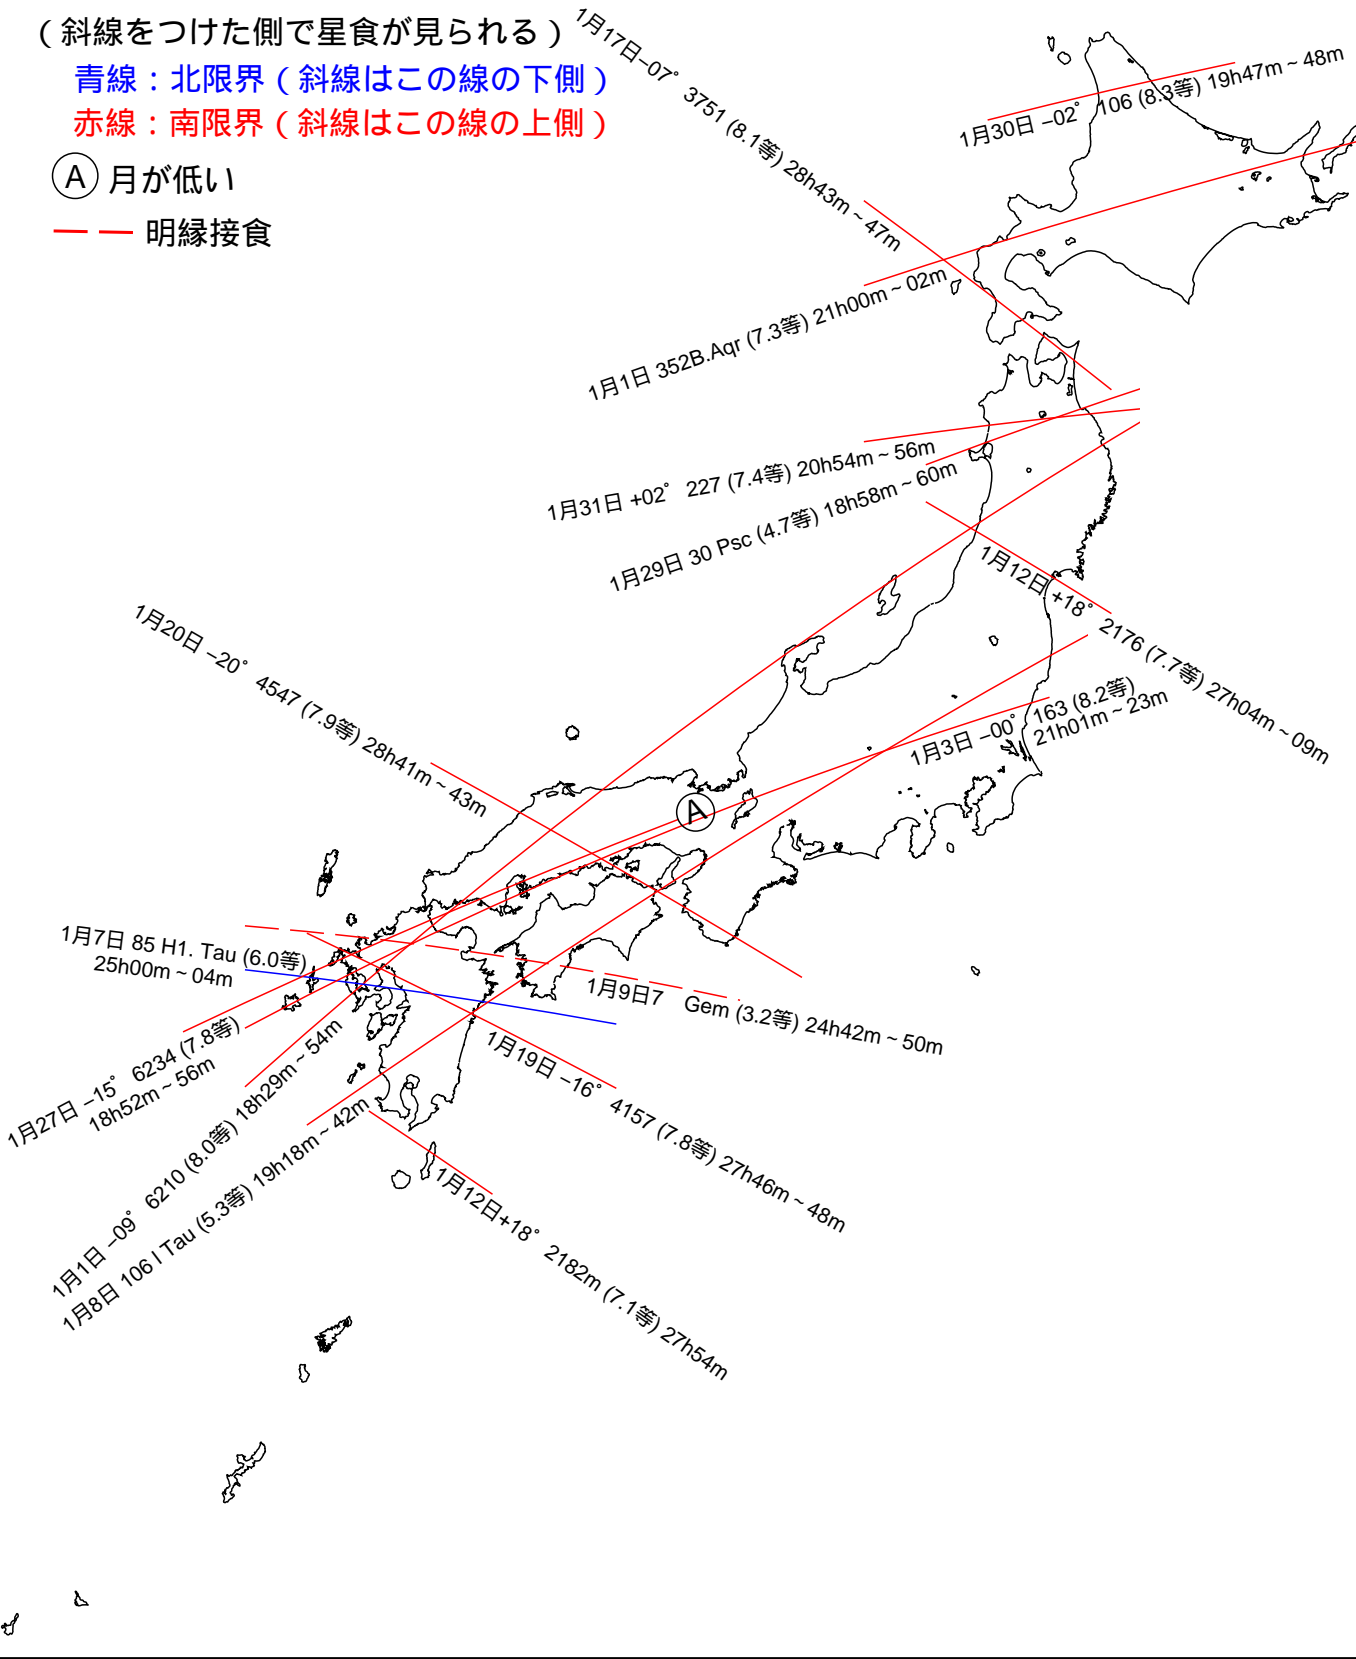 (斜線をつけた側で星食が見られる)
青線:北限界(斜線はこの線の下側)
赤線:南限界(斜線はこの線の上側)
A 月が低い
明縁接食
1月17日−07° 3751 (8.1等) 28h43m ~ 47m
1月30日 −02° 106 (8.3等) 19h47m ~ 48m
1月1日 352B.Aqr (7.3等) 21h00m ~ 02m
1月31日 +02° 227 (7.4等) 20h54m ~ 56m
1月29日 30 Psc (4.7等) 18h58m ~ 60m
1月12日 +18° 2176 (7.7等) 27h04m ~ 09m
1月20日 −20° 4547 (7.9等) 28h41m ~ 43m
1月3日 −00° 163 (8.2等)
21h01m ~ 23m
A
1月7日 85 H1. Tau (6.0等)
25h00m ~ 04m
1月9日7 Gem (3.2等) 24h42m ~ 50m
1月27日 −15° 6234 (7.8等)
18h52m ~ 56m
1月19日 −16° 4157 (7.8等) 27h46m ~ 48m
1月1日 −09° 6210 (8.0等) 18h29m ~ 54m
1月8日 106 l Tau (5.3等) 19h18m ~ 42m
1月12日+18° 2182m (7.1等) 27h54m